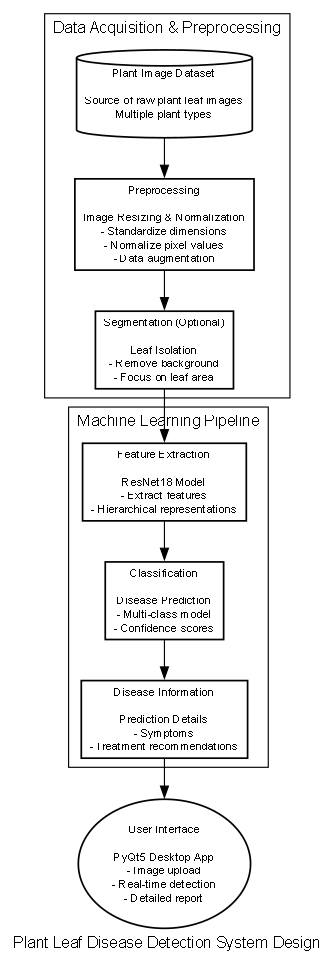 Data Acquisition & Preprocessing
Plant Image Dataset
Source of raw plant leaf images
Multiple plant types
Preprocessing
Image Resizing & Normalization
- Standardize dimensions
- Normalize pixel values
- Data augmentation
Segmentation (Optional)
Leaf Isolation
- Remove background
- Focus on leaf area
Machine Learning Pipeline
Feature Extraction
ResNet18 Model
- Extract features
- Hierarchical representations
Classification
Disease Prediction
- Multi-class model
- Confidence scores
Disease Information
Prediction Details
- Symptoms
- Treatment recommendations
User Interface
PyQt5 Desktop App
- Image upload
- Real-time detection
- Detailed report
Plant Leaf Disease Detection System Design